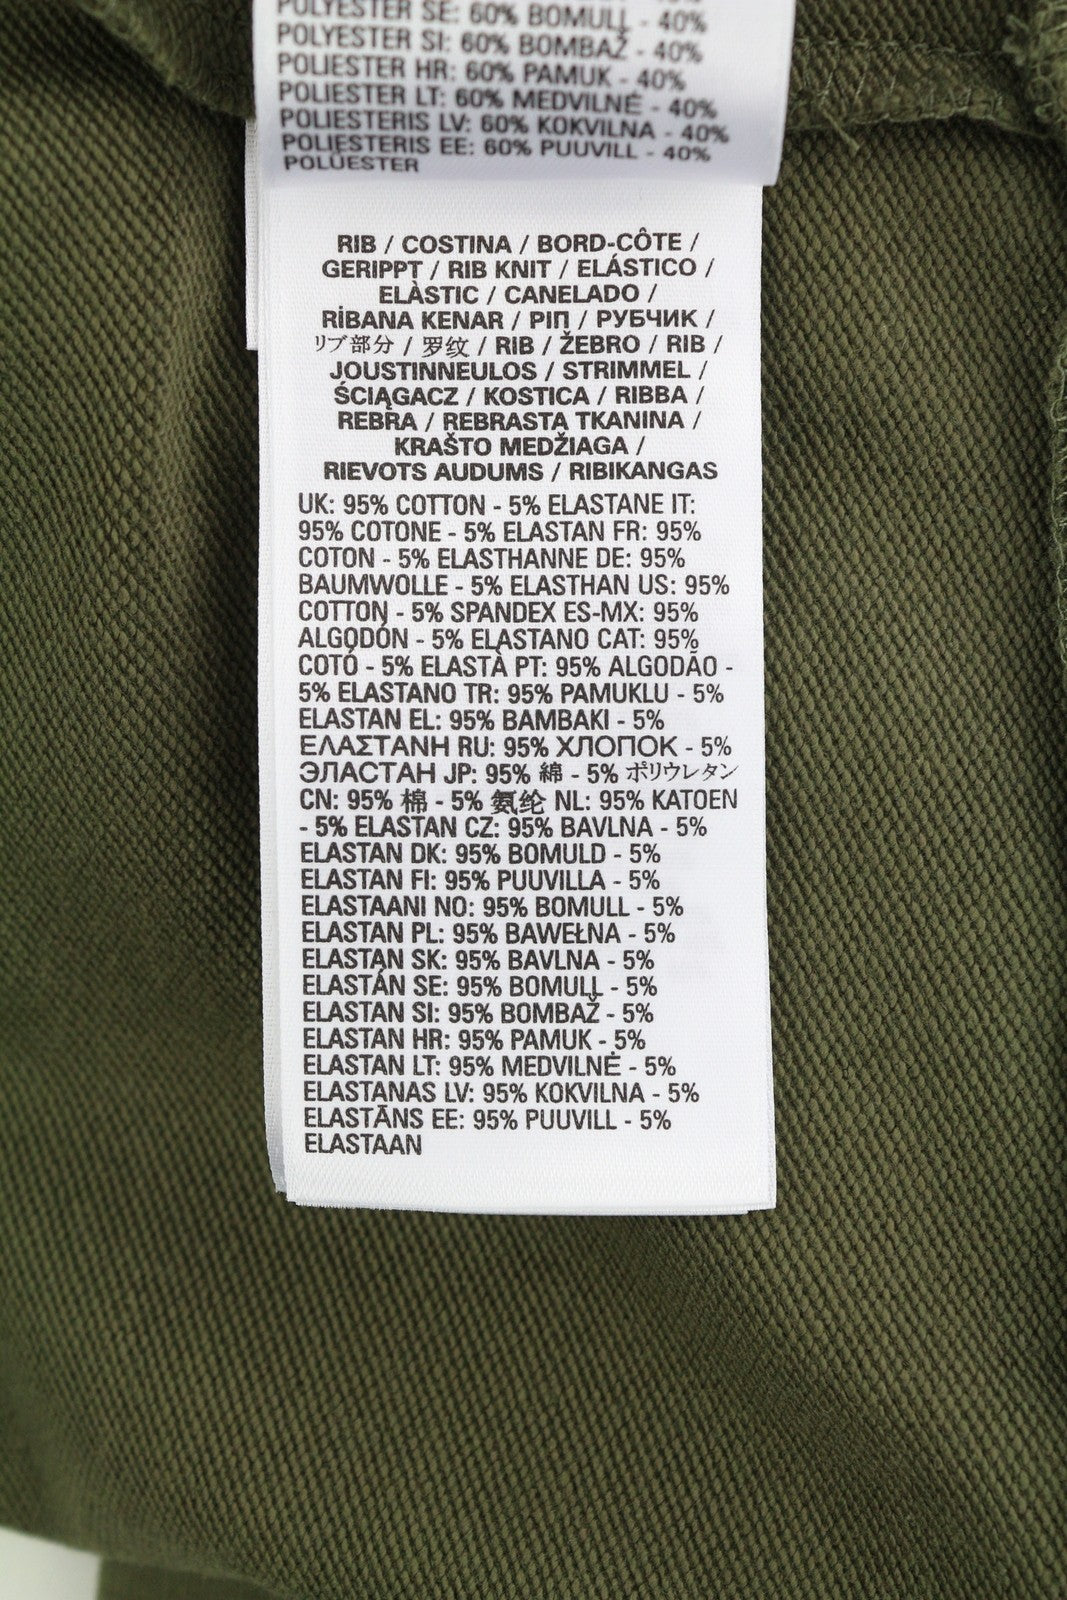 POLYESTER SE: 60% BOMULL - 40%
POLYESTER SI: 60% BOMBAŽ - 40%
POLIESTER HR: 60% PAMUK - 40%
POLIESTER LT: 60% MEDVILNĖ - 40%
POLIESTERIS LV: 60% KOKVILNA - 40%
POLIESTERIS EE: 60% PUUVILL - 40%
POLÜESTER
RIB / COSTINA / BORD-CÔTE /
GERIPPT / RIB KNIT / ELÁSTICO /
ELÀSTIC / CANELADO /
RİBANA KENAR / ΡΙΠ / РУБЧИК /
リブ部分 / 罗纹 / RIB / ŽEBRO / RIB /
JOUSTINNEULOS / STRIMMEL /
ŚCIĄGACZ / KOSTICA / RIBBA /
REBRA / REBRASTA TKANINA /
KRAŠTO MEDŽIAGA /
RIEVOTS AUDUMS / RIBIKANGAS
UK: 95% COTTON - 5% ELASTANE IT:
95% COTONE - 5% ELASTAN FR: 95%
COTON - 5% ELASTHANNE DE: 95%
BAUMWOLLE - 5% ELASTHAN US: 95%
COTTON - 5% SPANDEX ES-MX: 95%
ALGODÓN - 5% ELASTANO CAT: 95%
COTÓ - 5% ELASTÀ PT: 95% ALGODÃO -
5% ELASTANO TR: 95% PAMUKLU - 5%
ELASTAN EL: 95% BAMBAKI - 5%
ΕΛΑΣΤΑΝΗ RU: 95% ХЛОПОК - 5%
ЭЛАСТАН JP: 95% 綿 - 5% ポリウレタン
CN: 95% 棉 - 5% 氨纶 NL: 95% KATOEN
- 5% ELASTAN CZ: 95% BAVLNA - 5%
ELASTAN DK: 95% BOMULD - 5%
ELASTAN FI: 95% PUUVILLA - 5%
ELASTAANI NO: 95% BOMULL - 5%
ELASTAN PL: 95% BAWEŁNA - 5%
ELASTAN SK: 95% BAVLNA - 5%
ELASTÁN SE: 95% BOMULL - 5%
ELASTAN SI: 95% BOMBAŽ - 5%
ELASTAN HR: 95% PAMUK - 5%
ELASTAN LT: 95% MEDVILNĖ - 5%
ELASTANAS LV: 95% KOKVILNA - 5%
ELASTĀNS EE: 95% PUUVILL - 5%
ELASTAAN